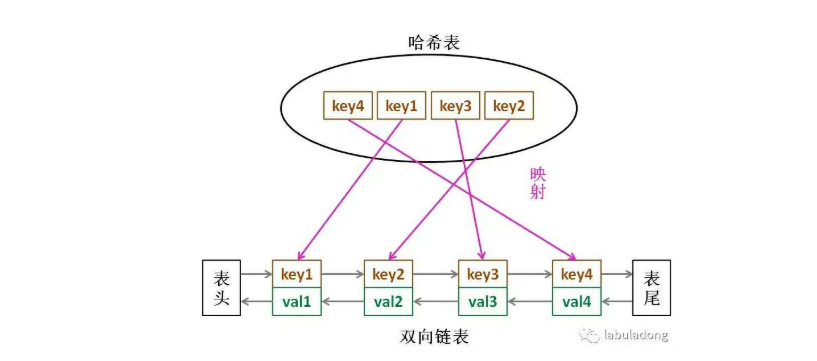 哈希表
key4 key1 key3 key2
映
射
表 key1 key2 key3 key4 表
头 val1 val2 val3 val4 尾
双向链表
labuladong